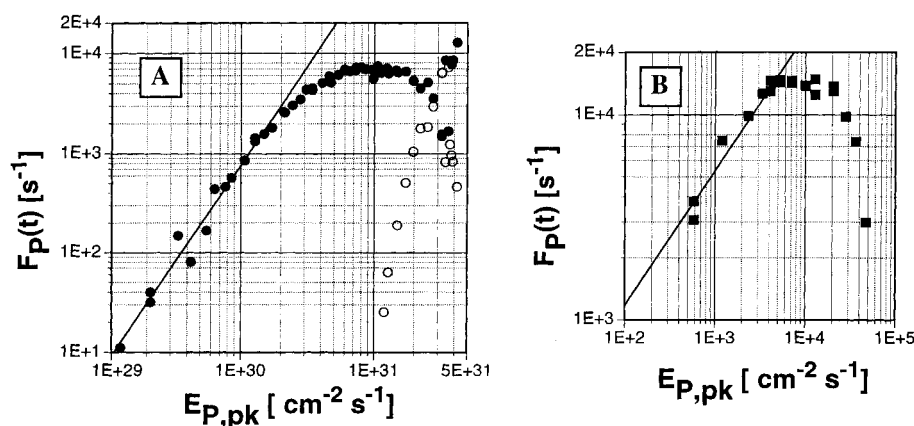 2E+4
1E+4
1E+3
1E+2
1E+1
A
F_P(t) [s⁻¹]
1E+29 1E+30 1E+31 5E+31
E_P,pk [ cm⁻² s⁻¹]
2E+4
1E+4
1E+3
B
F_P(t) [s⁻¹]
1E+2 1E+3 1E+4 1E+5
E_P,pk [ cm⁻² s⁻¹]